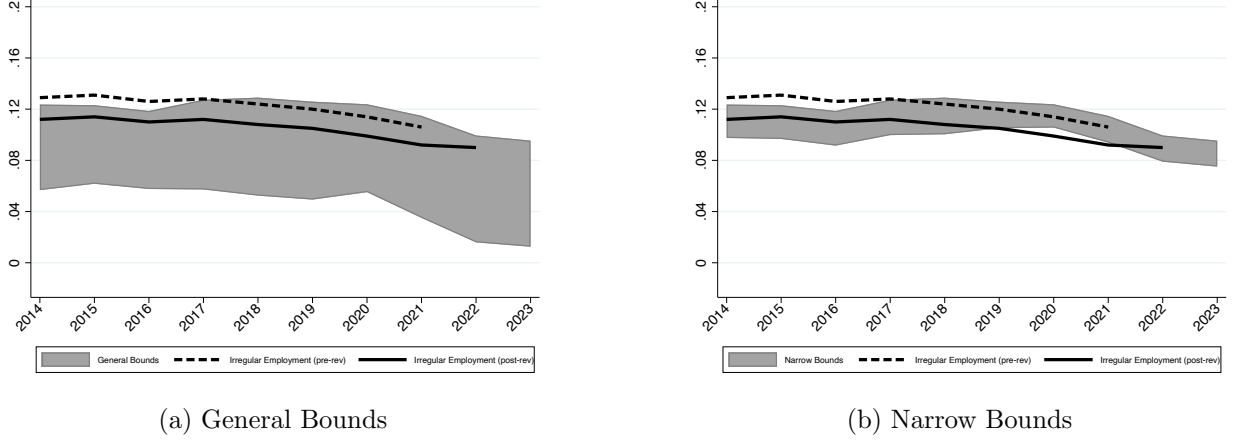 .2
.16
.12
.08
.04
0
2014 2015 2016 2017 2018 2019 2020 2021 2022 2023
General Bounds Irregular Employment (pre-rev) Irregular Employment (post-rev)
(a) General Bounds
.2
.16
.12
.08
.04
0
2014 2015 2016 2017 2018 2019 2020 2021 2022 2023
Narrow Bounds Irregular Employment (pre-rev) Irregular Employment (post-rev)
(b) Narrow Bounds